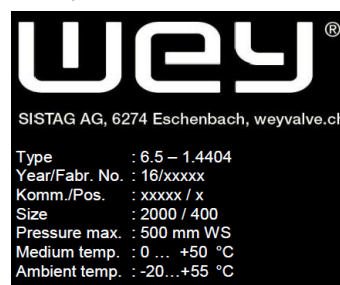 wey®
SISTAG AG, 6274 Eschenbach, weyvalve.ch
Type : 6.5 – 1.4404
Year/Fabr. No. : 16/xxxxx
Komm./Pos. : xxxxx / x
Size : 2000 / 400
Pressure max. : 500 mm WS
Medium temp. : 0 ... +50 °C
Ambient temp. : -20...+55 °C